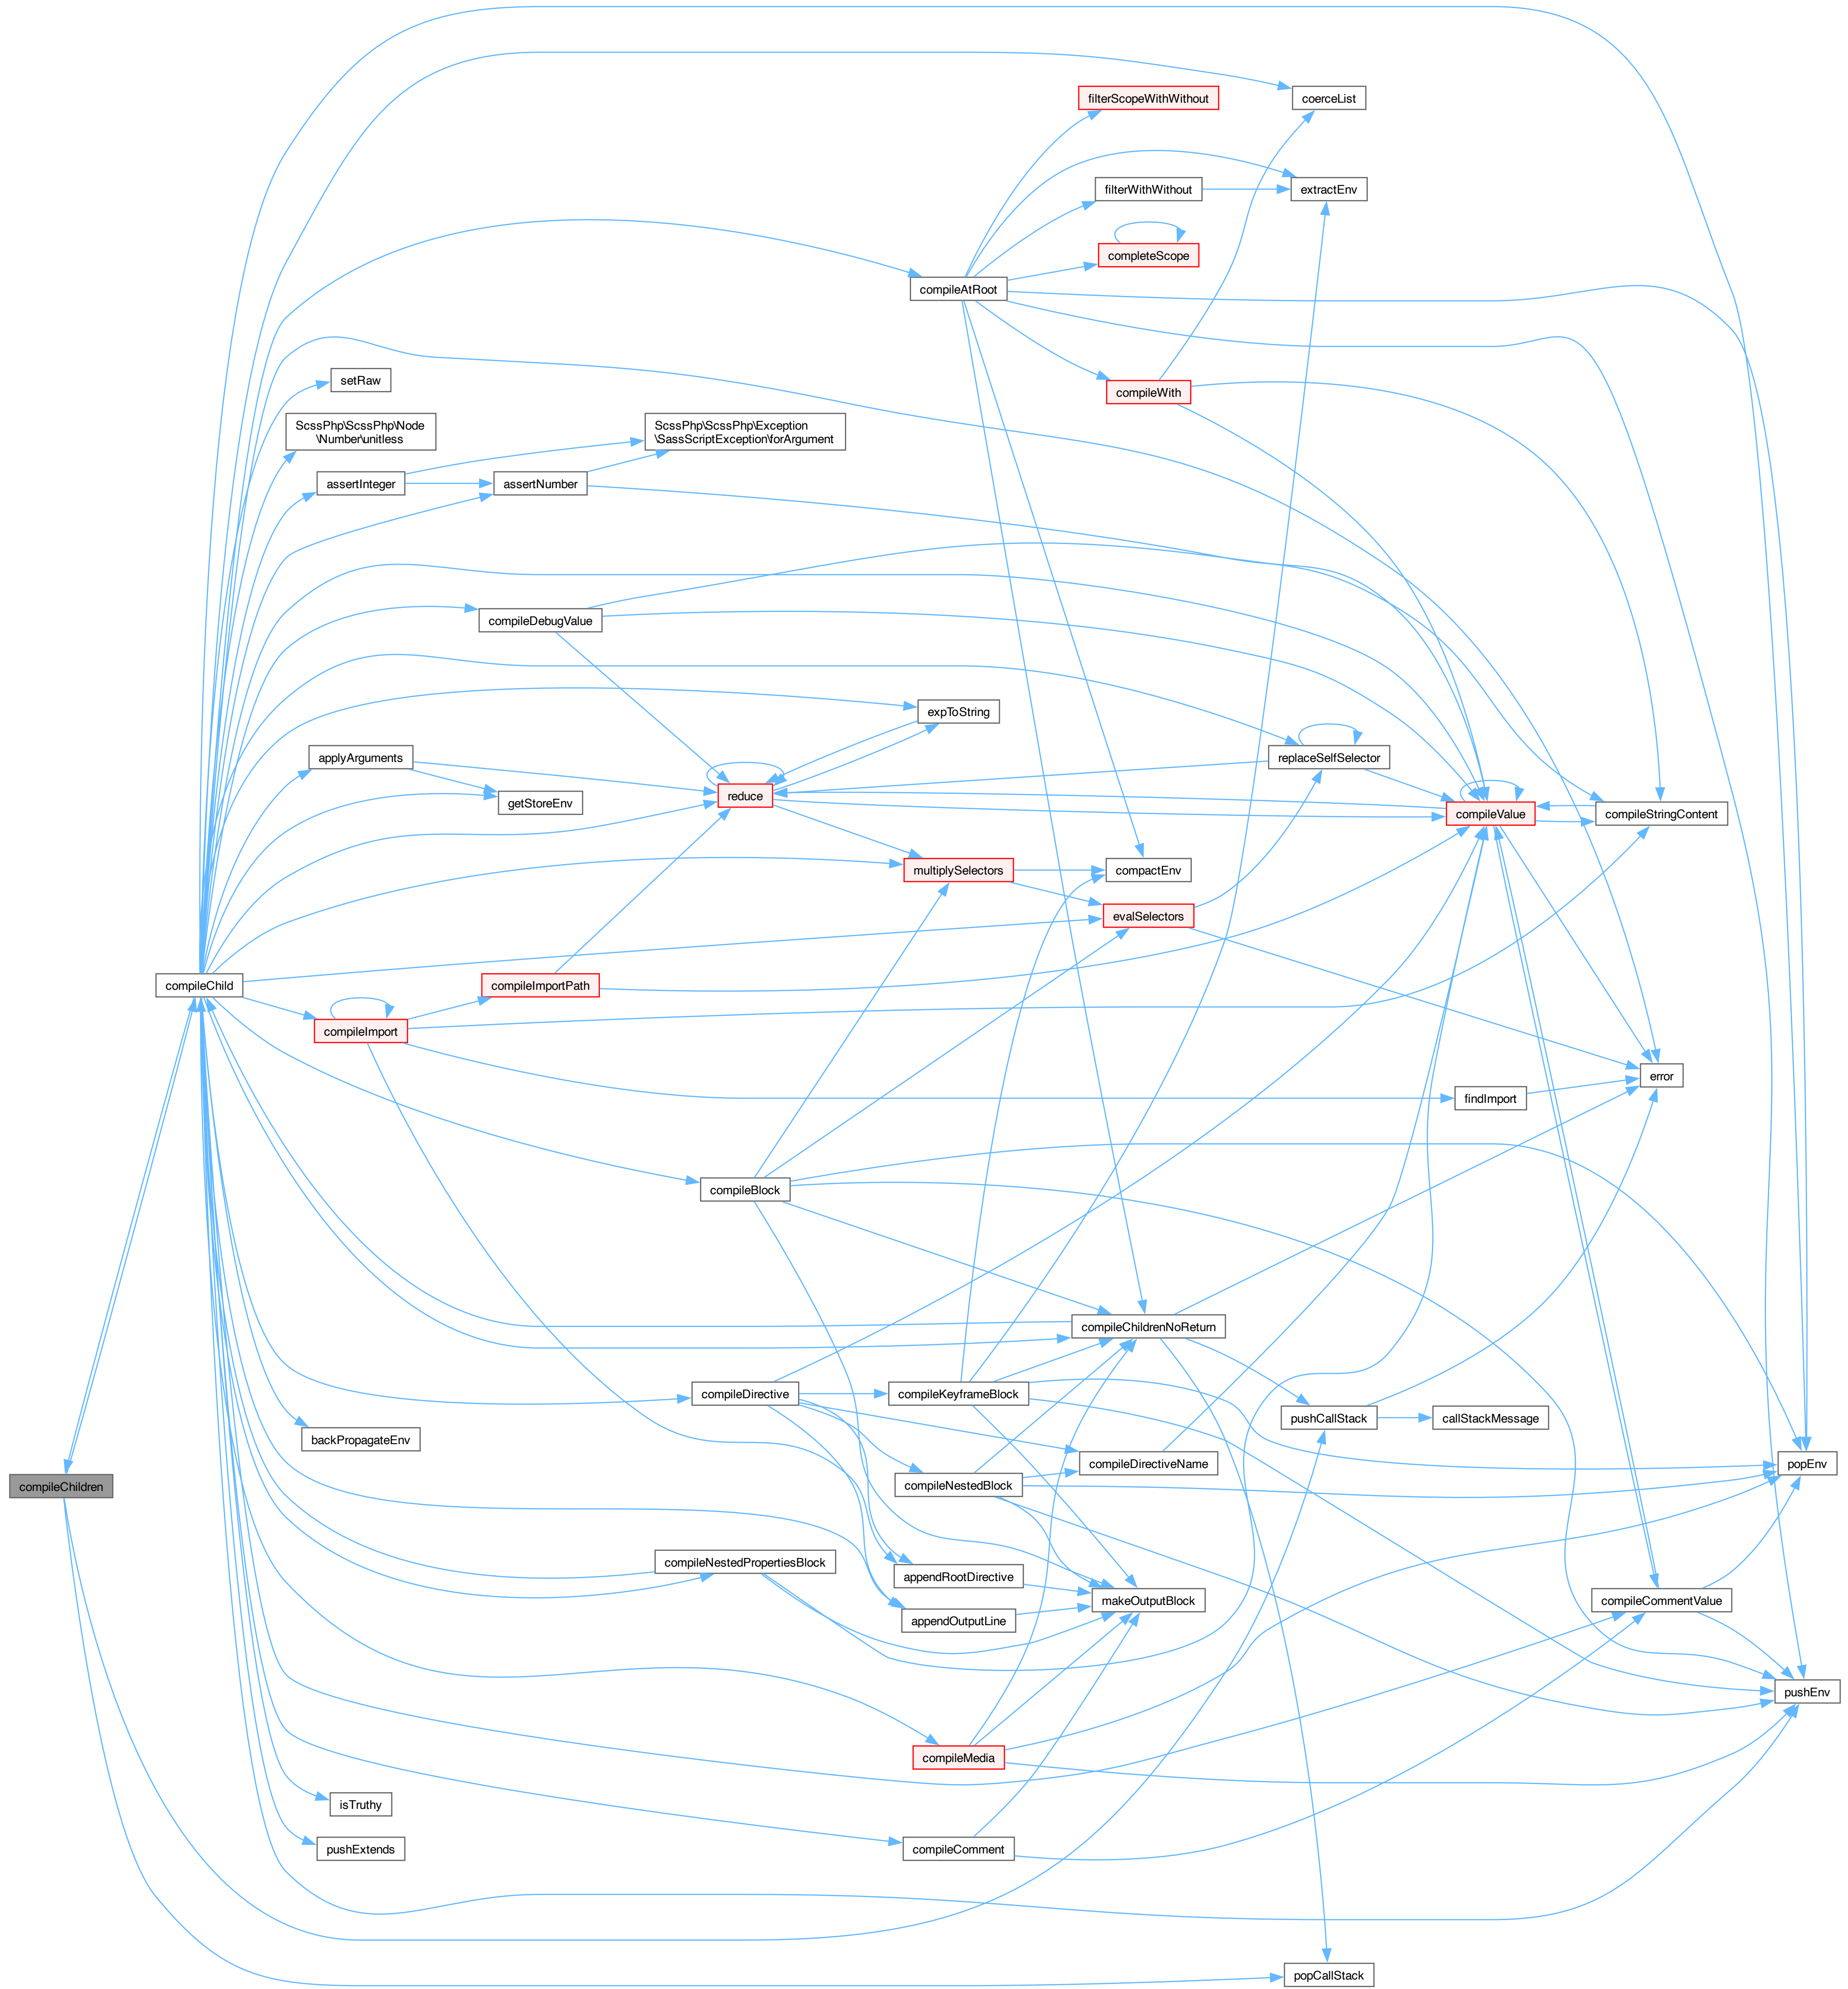 filterScopeWithWithout
coerceList
filterWithWithout
extractEnv
completeScope
compileAtRoot
setRaw
compileWith
ScssPhp\ScssPhp\Node
\Number\unitless
ScssPhp\ScssPhp\Exception
\SassScriptException\forArgument
assertInteger
assertNumber
compileDebugValue
expToString
applyArguments
replaceSelfSelector
reduce
getStoreEnv
compileValue
compileStringContent
multiplySelectors
compactEnv
evalSelectors
compileChild
compileImportPath
compileImport
error
findImport
compileBlock
compileChildrenNoReturn
compileDirective
compileKeyframeBlock
pushCallStack
callStackMessage
backPropagateEnv
compileDirectiveName
popEnv
compileChildren
compileNestedBlock
compileNestedPropertiesBlock
appendRootDirective
makeOutputBlock
compileCommentValue
appendOutputLine
pushEnv
compileMedia
isTruthy
pushExtends
compileComment
popCallStack